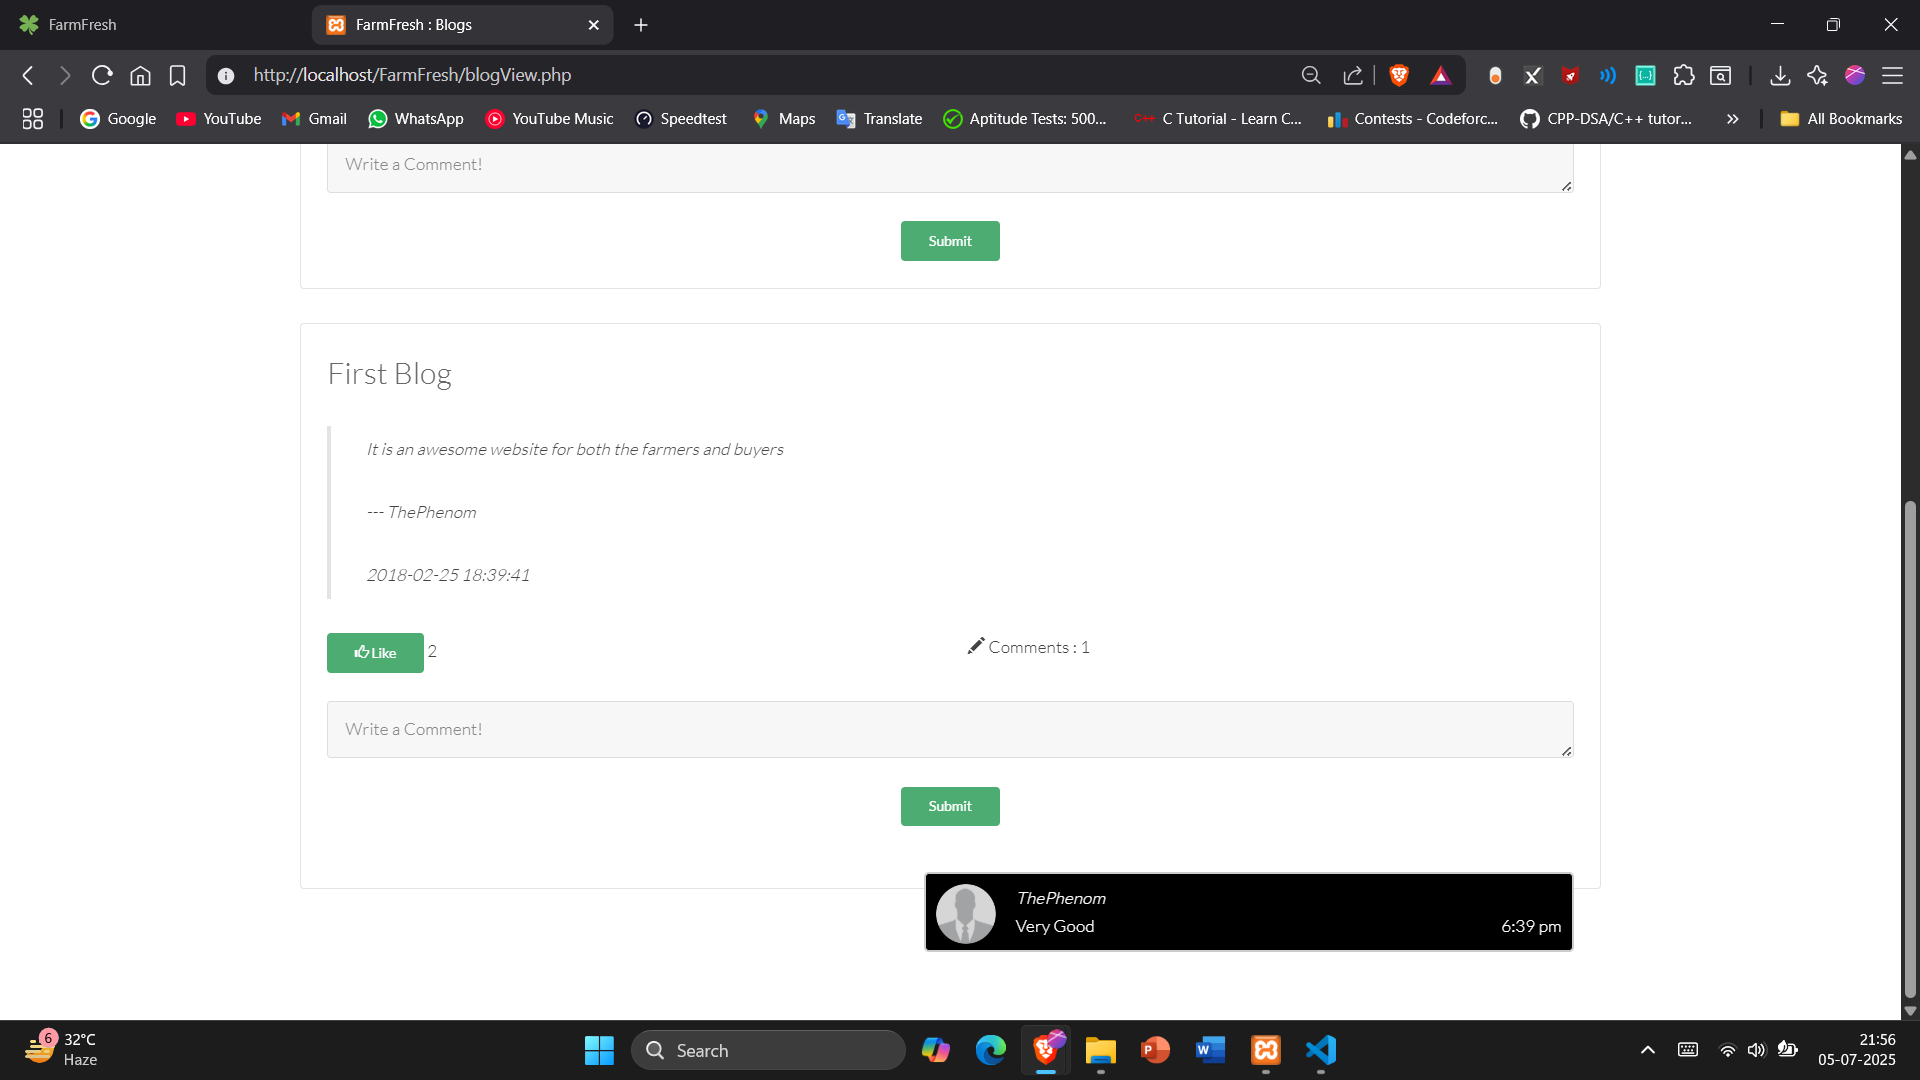 FarmFresh
FarmFresh : Blogs
http://localhost/FarmFresh/blogView.php
Google
YouTube
Gmail
WhatsApp
YouTube Music
Speedtest
Maps
Translate
Aptitude Tests: 500...
C++ C Tutorial - Learn C...
Contests - Codeforc...
CPP-DSA/C++ tutor...
All Bookmarks
Write a Comment!
Submit
First Blog
It is an awesome website for both the farmers and buyers
--- ThePhenom
2018-02-25 18:39:41
Like 2
Comments : 1
Write a Comment!
Submit
ThePhenom
Very Good
6:39 pm
6
32°C
Haze
Search
21:56
05-07-2025